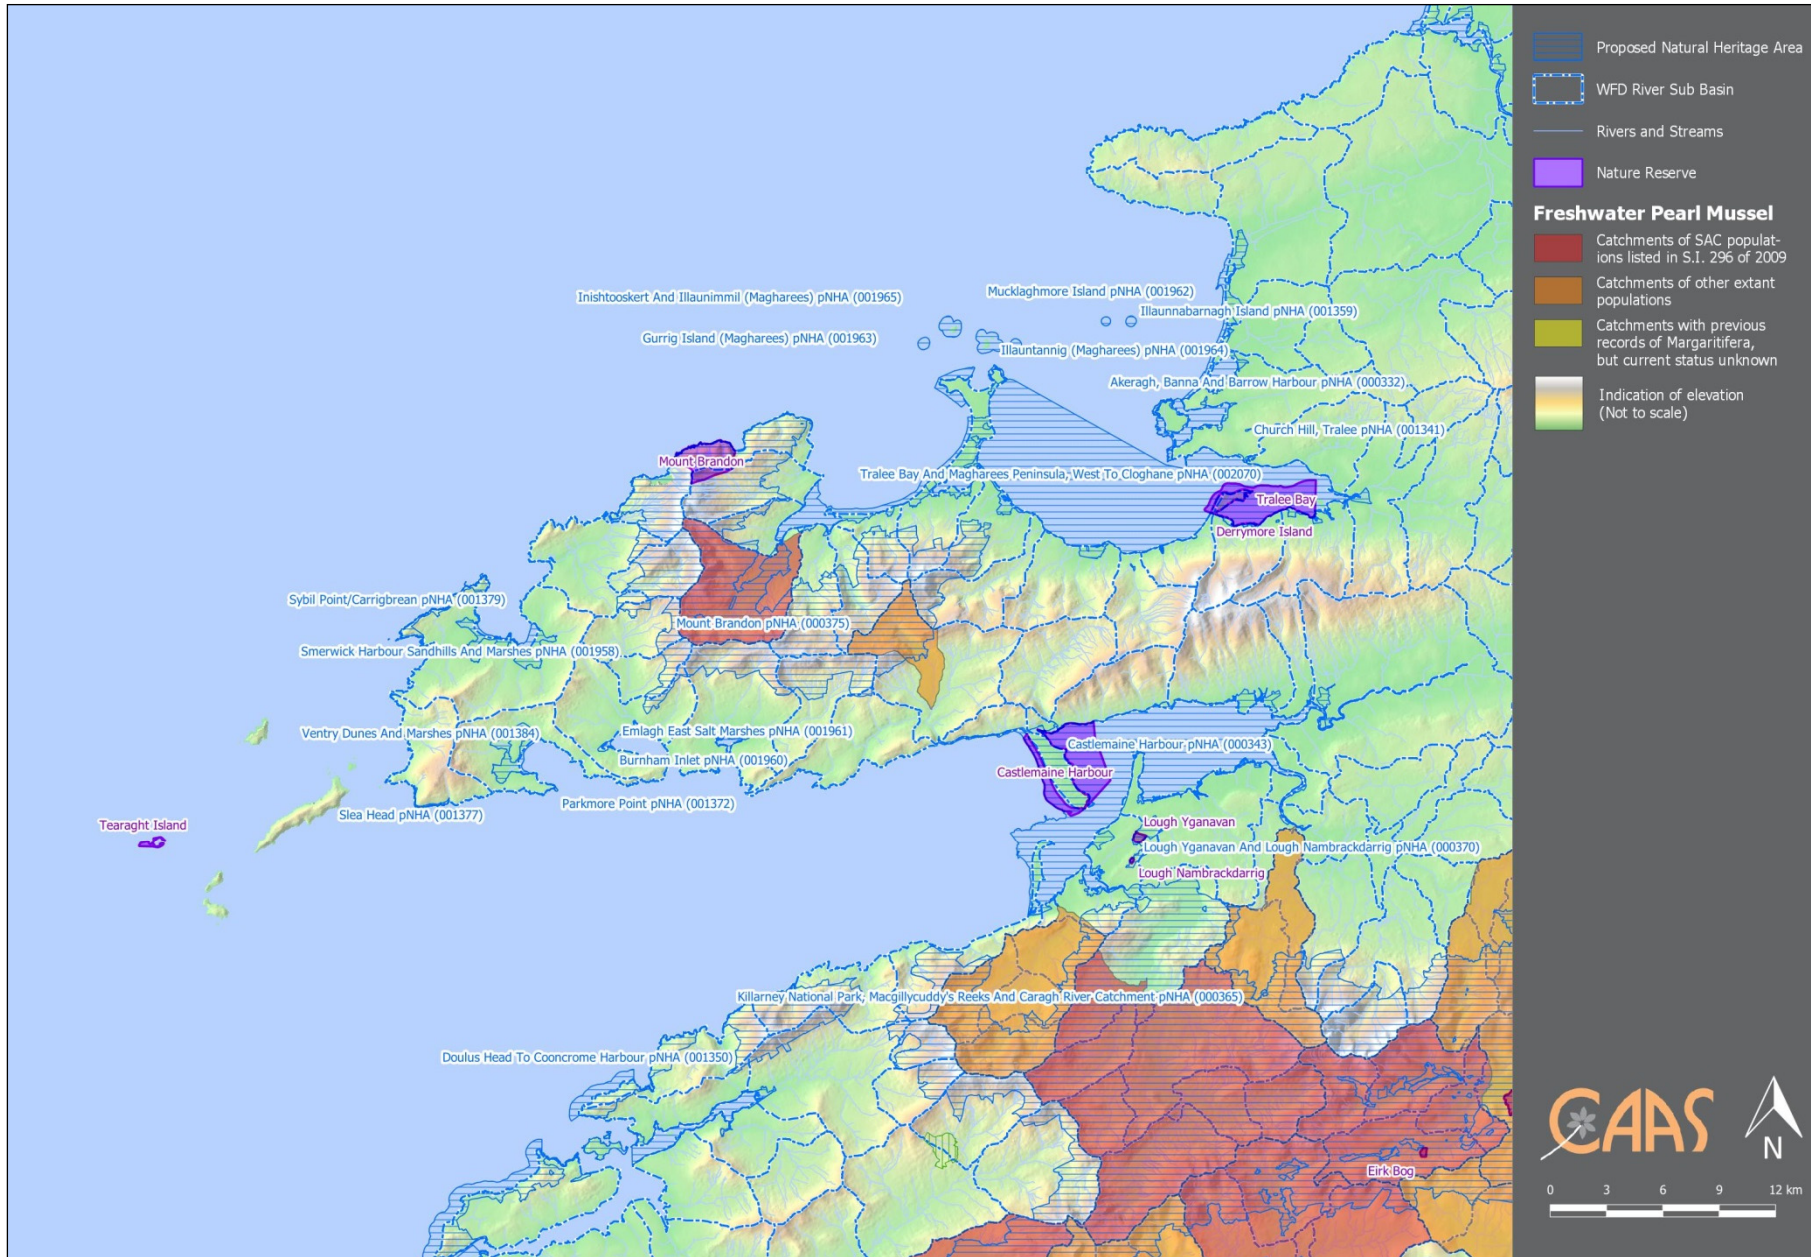 Proposed Natural Heritage Area
WFD River Sub Basin
Rivers and Streams
Nature Reserve
Freshwater Pearl Mussel
Catchments of SAC populat-
ions listed in S.I. 296 of 2009
Catchments of other extant
populations
Catchments with previous
records of Margaritifera,
but current status unknown
Indication of elevation
(Not to scale)
Inishtooskert And Illaunimmil (Magharees) pNHA (001965)
Mucklaghmore Island pNHA (001962)
Illaunnabarnagh Island pNHA (001359)
Gurrig Island (Magharees) pNHA (001963)
Illauntannig (Magharees) pNHA (001964)
Akeragh, Banna And Barrow Harbour pNHA (000332)
Church Hill, Tralee pNHA (001341)
Mount Brandon
Tralee Bay And Magharees Peninsula, West To Cloghane pNHA (002070)
Tralee Bay
Derrymore Island
Sybil Point/Carrigbrean pNHA (001379)
Mount Brandon pNHA (000375)
Smerwick Harbour Sandhills And Marshes pNHA (001958)
Ventry Dunes And Marshes pNHA (001384)
Emlagh East Salt Marshes pNHA (001961)
Castlemaine Harbour pNHA (000343)
Burnham Inlet pNHA (001960)
Castlemaine Harbour
Parkmore Point pNHA (001372)
Slea Head pNHA (001377)
Tearaght Island
Lough Yganavan
Lough Yganavan And Lough Nambrackdarrig pNHA (000370)
Lough Nambrackdarrig
Killarney National Park, Macgillycuddy's Reeks And Caragh River Catchment pNHA (000365)
Doulus Head To Cooncrome Harbour pNHA (001350)
Eirk Bog
CAAS
N
0 3 6 9 12 km